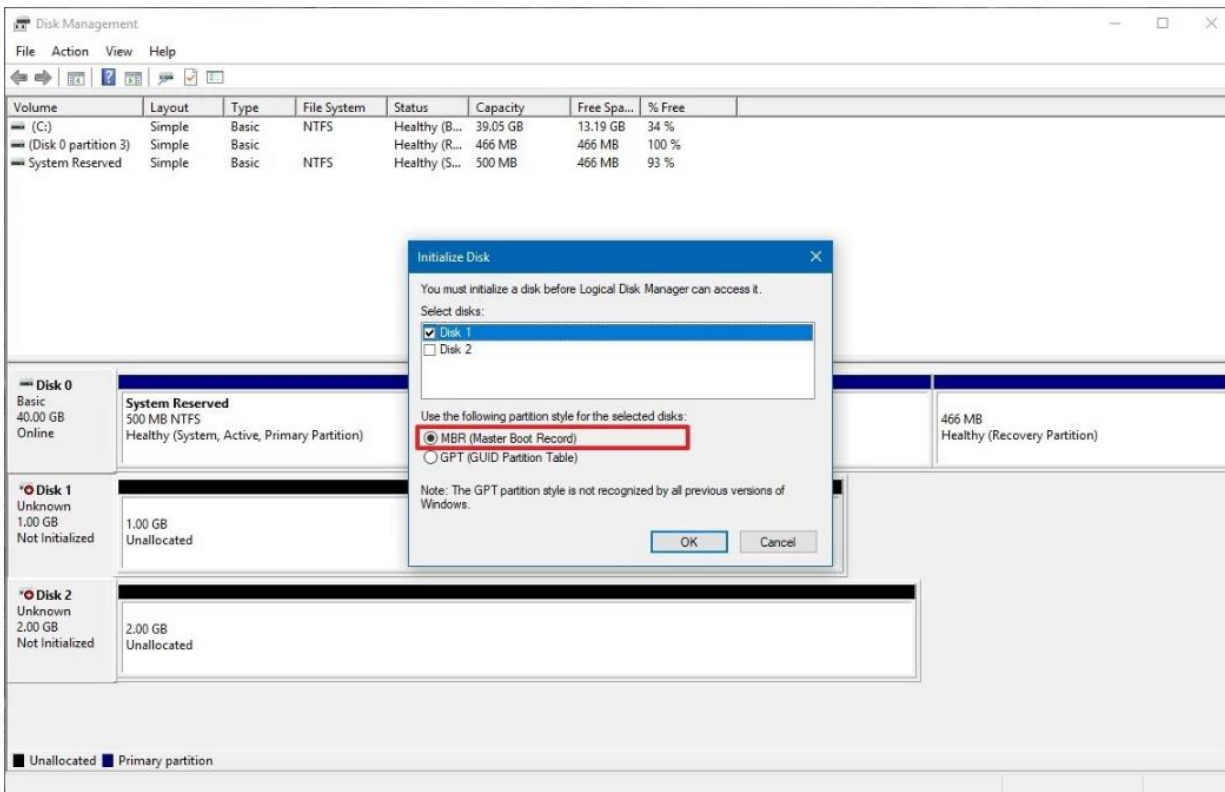 Disk Management
File Action View Help
Volume Layout Type File System Status Capacity Free Spa... % Free
(C:) Simple Basic NTFS Healthy (B... 39.05 GB 13.19 GB 34 %
(Disk 0 partition 3) Simple Basic Healthy (R... 466 MB 466 MB 100 %
System Reserved Simple Basic NTFS Healthy (S... 500 MB 466 MB 93 %
Initialize Disk
You must initialize a disk before Logical Disk Manager can access it.
Select disks:
Disk 1
Disk 2
Use the following partition style for the selected disks:
MBR (Master Boot Record)
GPT (GUID Partition Table)
Note: The GPT partition style is not recognized by all previous versions of
Windows.
OK Cancel
Disk 0
Basic
40.00 GB
Online
System Reserved
500 MB NTFS
Healthy (System, Active, Primary Partition)
466 MB
Healthy (Recovery Partition)
Disk 1
Unknown
1.00 GB
Not Initialized
1.00 GB
Unallocated
Disk 2
Unknown
2.00 GB
Not Initialized
2.00 GB
Unallocated
Unallocated Primary partition